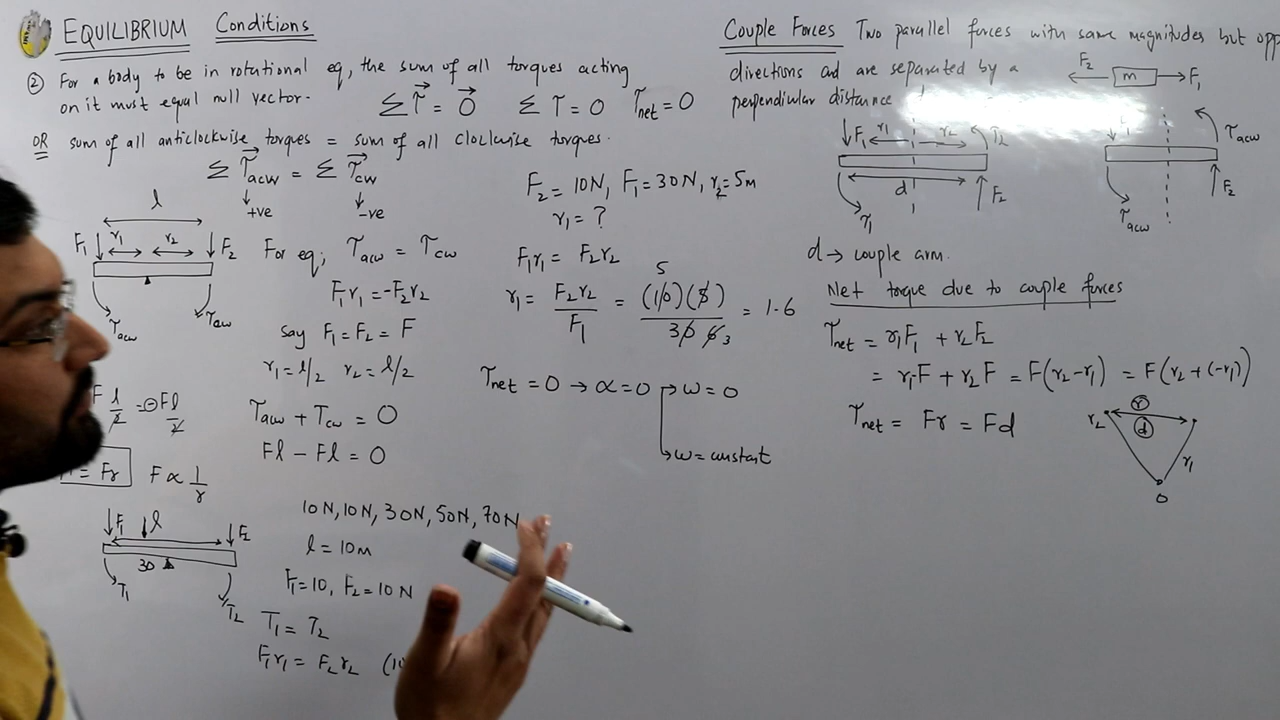 EQUILIBRIUM Conditions
② For a body to be in rotational eq, the sum of all torques acting
on it must equal null vector.
Στ⃗ = 0⃗ Στ = 0 τnet = 0
OR sum of all anticlockwise torques = sum of all clockwise torques.
Στ⃗acw = Στ⃗cw
↓ +ve ↓ -ve
l
F₁ r₁ r₂ F₂
τacw
For eq; τacw = τcw
F₁r₁ = -F₂r₂
say F₁ = F₂ = F
r₁ = l/2 r₂ = l/2
τacw + τcw = 0
Fl − Fl = 0
F l/2 = -F l/2
= Fr F ∝ 1/r
F₁ l F₂
30
τ₁ τ₂
10N, 10N, 30N, 50N, 70N
l = 10m
F₁ = 10, F₂ = 10N
τ₁ = τ₂
F₁r₁ = F₂r₂
F₂ = 10N, F₁ = 30N, r₂ = 5m
r₁ = ?
F₁r₁ = F₂r₂
r₁ = F₂r₂/F₁ = = 1.6
τnet = 0 → α = 0 → ω = 0
↳ ω = constant
Couple Forces Two parallel forces with same magnitudes but opp
directions and are separated by a
perpendicular distance
F₂ m F₁
F₁ r₁ r₂ τ₂
d
τ₁ F₂
τacw
τacw F₂
d → couple arm.
Net torque due to couple forces
τnet = r₁F₁ + r₂F₂
= r₁F + r₂F = F(r₂-r₁) = F(r₂ + (-r₁))
τnet = Fr = Fd
r
r₂ d
r₁
O